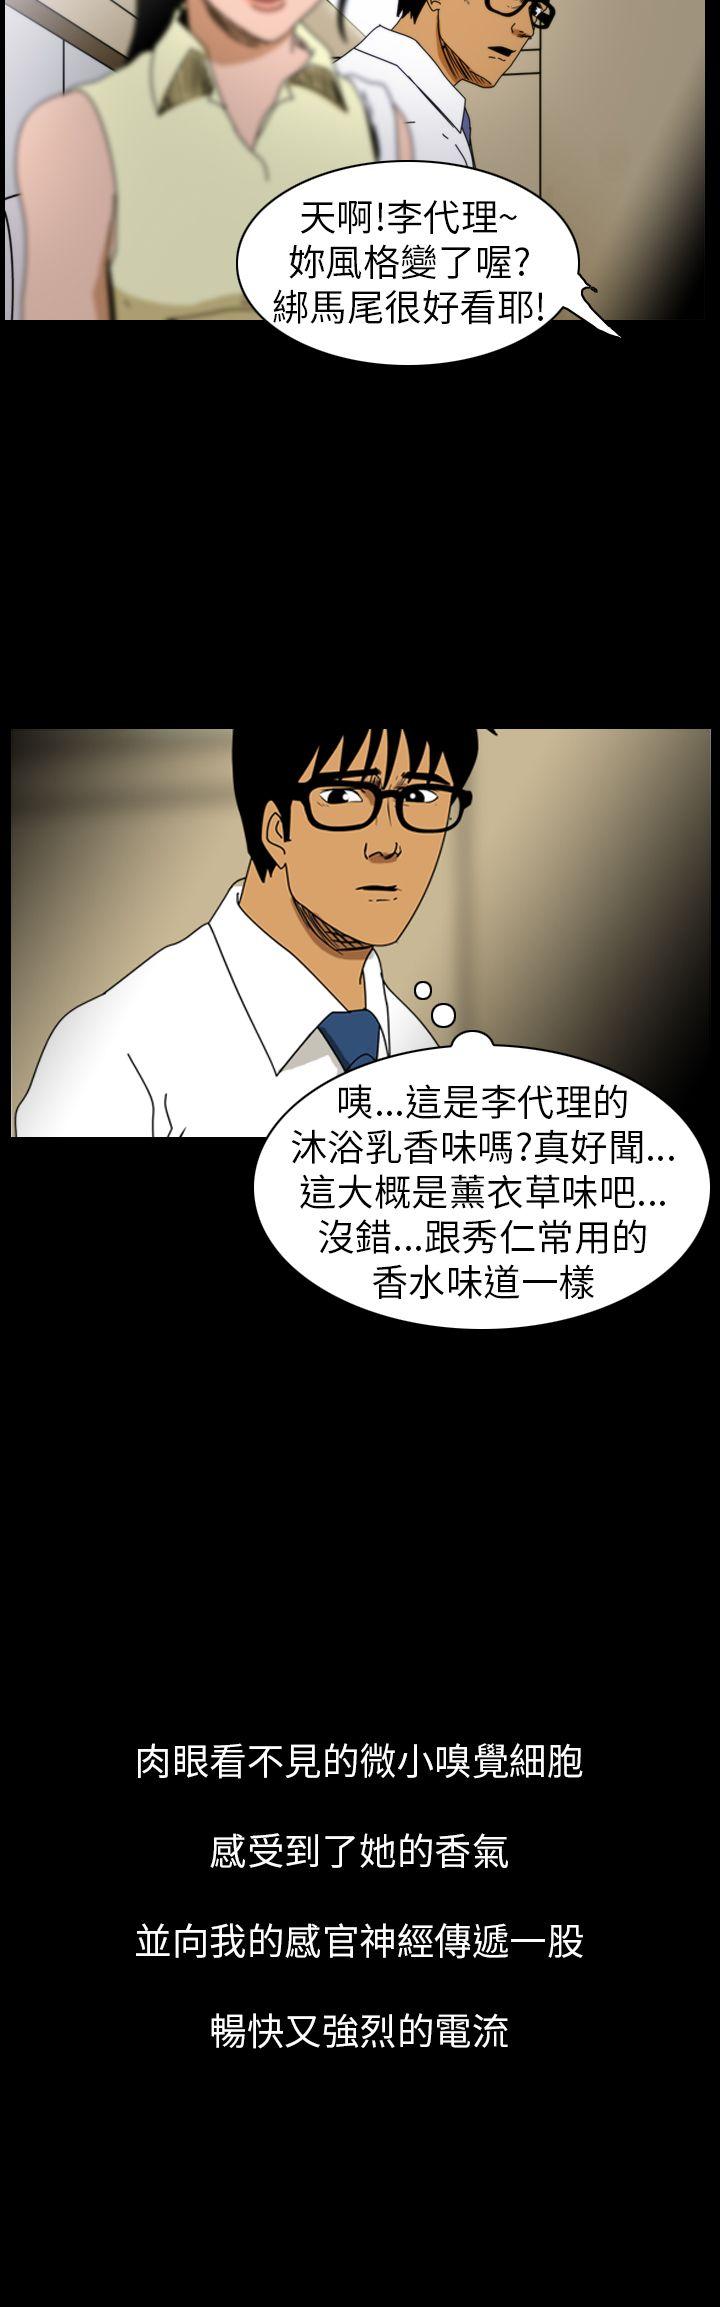 天啊!李代理~
妳風格變了喔?
綁馬尾很好看耶!
咦...這是李代理的
沐浴乳香味嗎?真好聞...
這大概是薰衣草味吧...
沒錯...跟秀仁常用的
香水味道一樣
肉眼看不見的微小嗅覺細胞
感受到了她的香氣
並向我的感官神經傳遞一股
暢快又強烈的電流